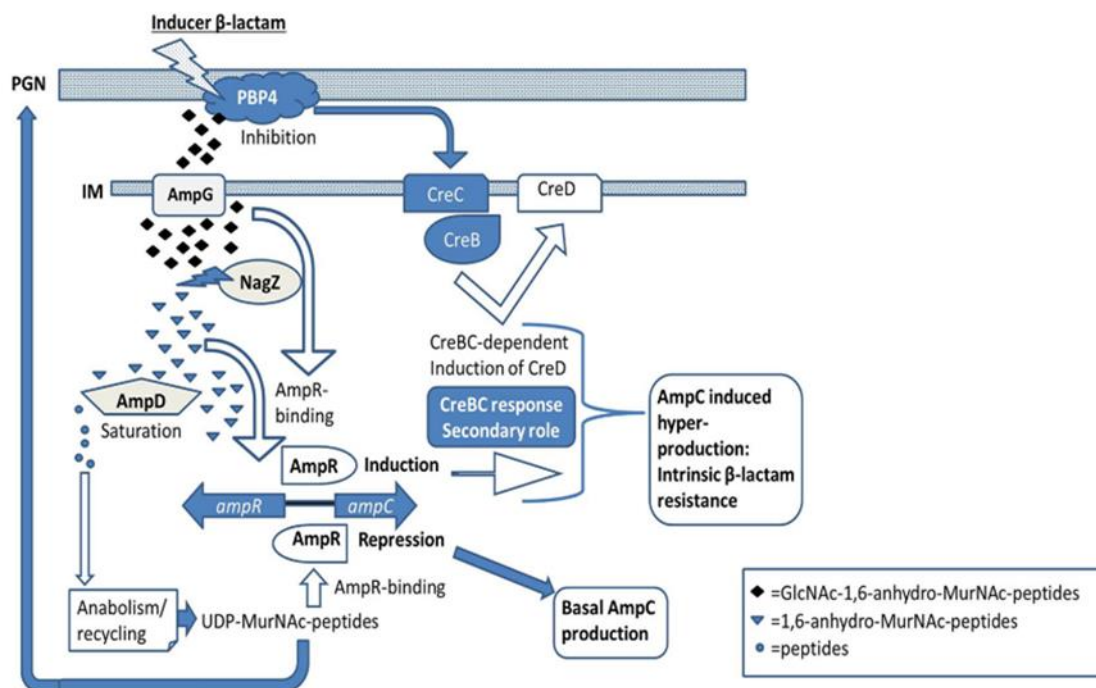 Inducer β-lactam
PGN
PBP4
Inhibition
IM
AmpG
CreC
CreD
CreB
NagZ
CreBC-dependent
Induction of CreD
AmpR-
binding
AmpD
Saturation
CreBC response
Secondary role
AmpC induced
hyper-
production:
Intrinsic β-lactam
resistance
AmpR
Induction
ampR
ampC
AmpR
Repression
AmpR-binding
Anabolism/
recycling
UDP-MurNAc-peptides
Basal AmpC
production
=GlcNAc-1,6-anhydro-MurNAc-peptides
=1,6-anhydro-MurNAc-peptides
=peptides